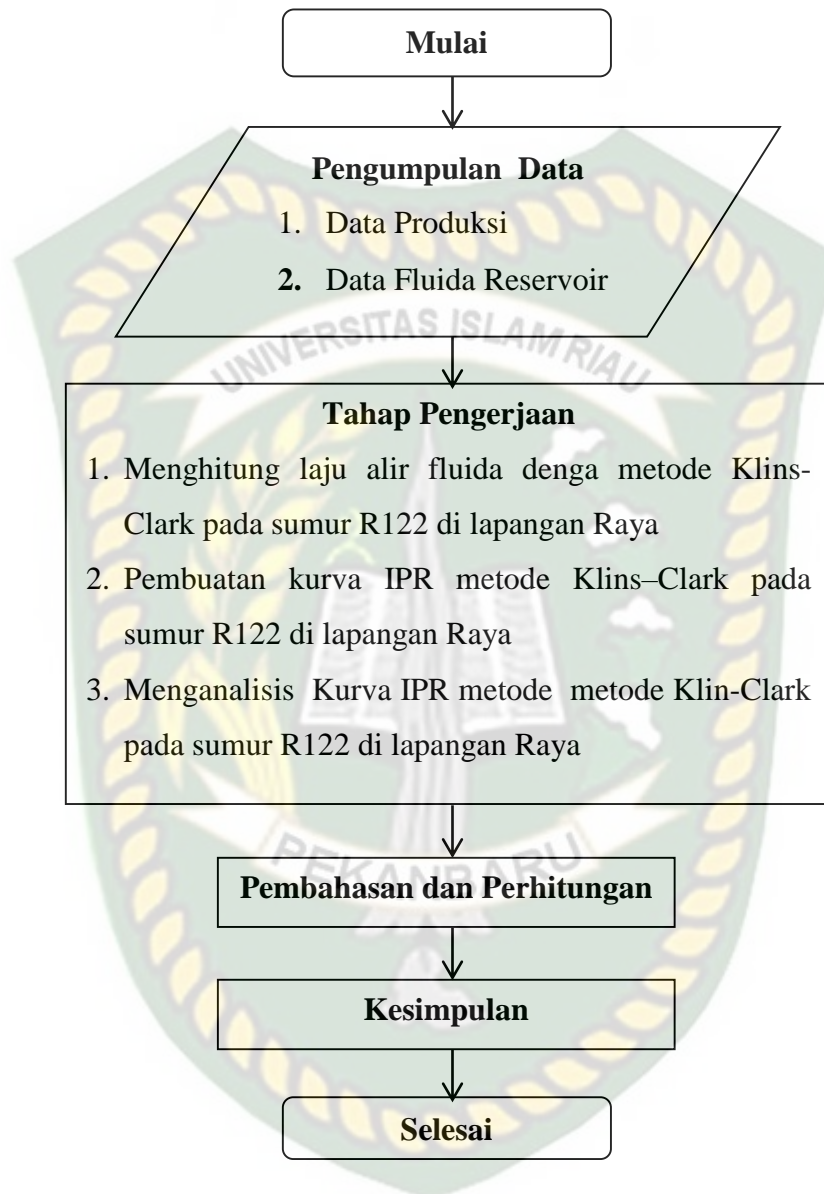 Mulai
Pengumpulan Data
1. Data Produksi
2. Data Fluida Reservoir
UNIVERSITAS ISLAM RIAU
Tahap Pengerjaan
1. Menghitung laju alir fluida denga metode Klins-
Clark pada sumur R122 di lapangan Raya
2. Pembuatan kurva IPR metode Klins–Clark pada
sumur R122 di lapangan Raya
3. Menganalisis Kurva IPR metode metode Klin-Clark
pada sumur R122 di lapangan Raya
PEKANBARU
Pembahasan dan Perhitungan
Kesimpulan
Selesai